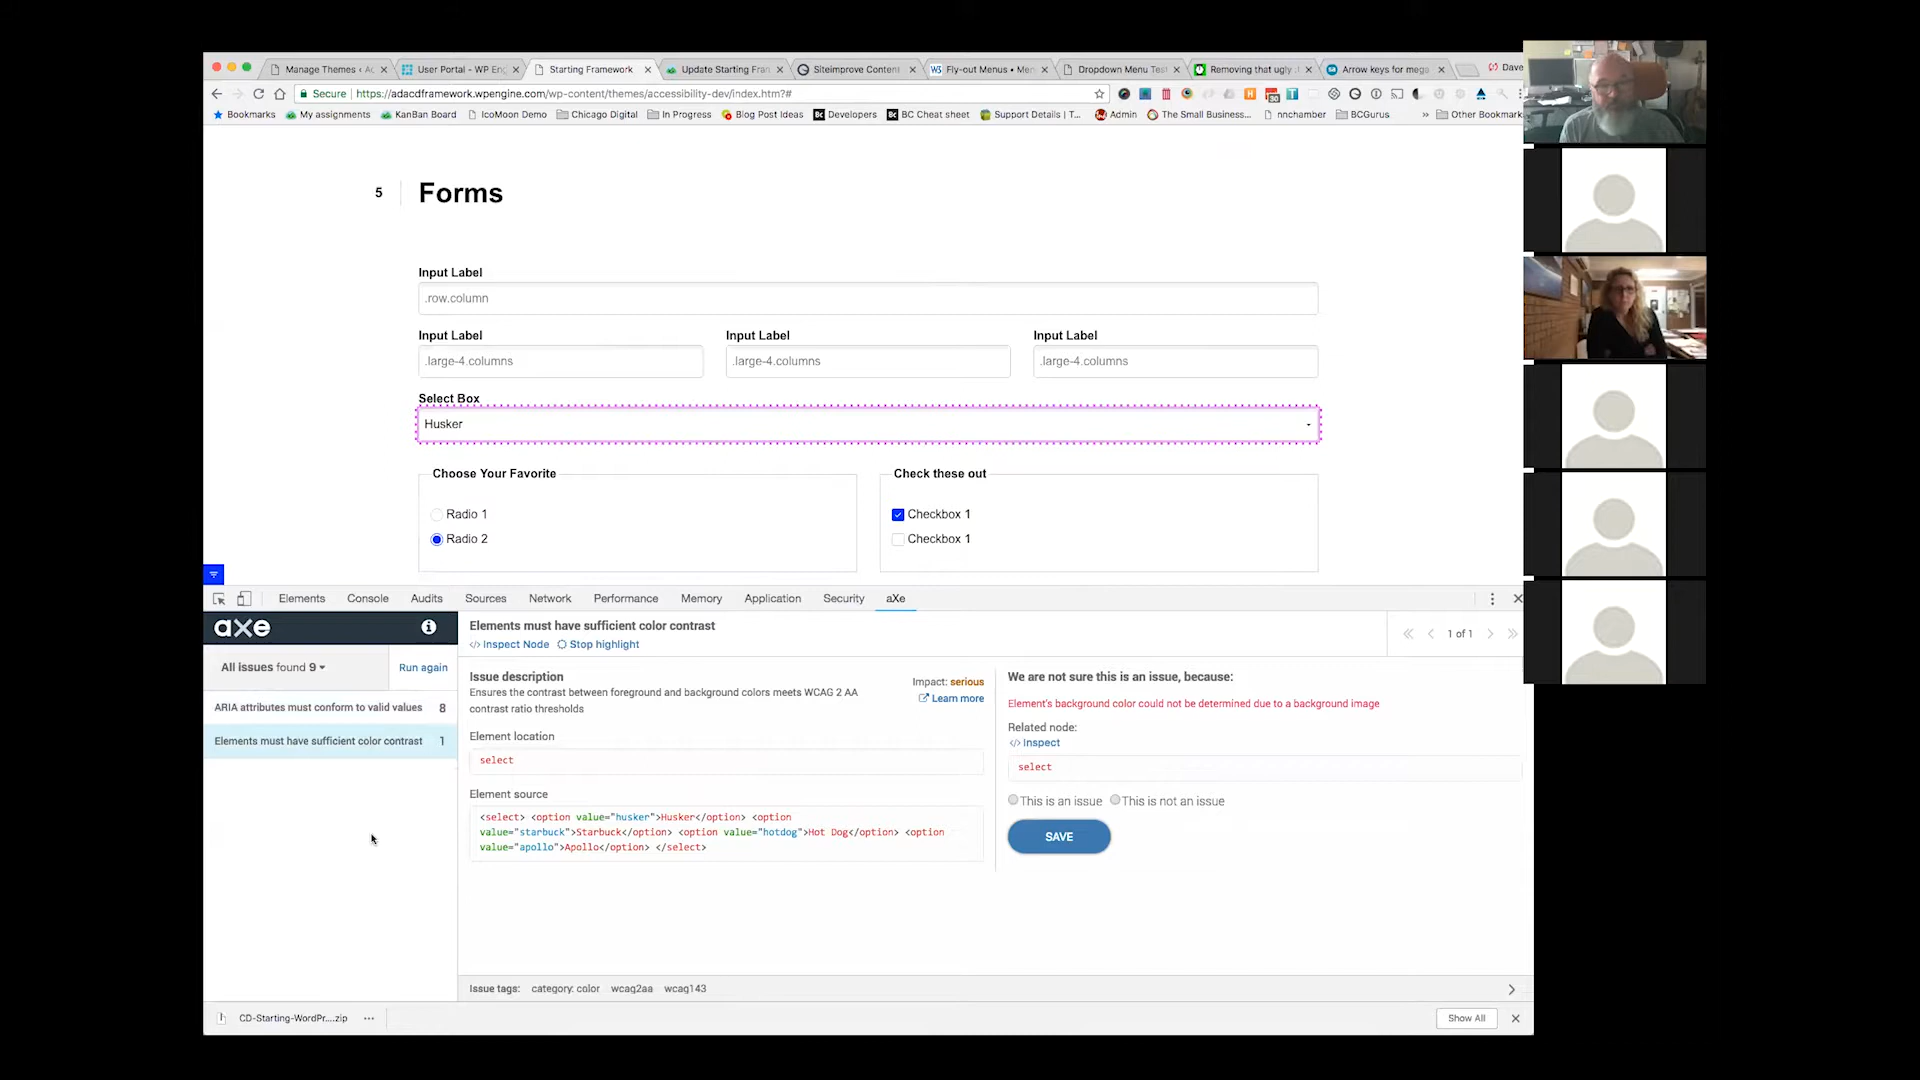 Manage Themes ‹ A
User Portal - WP Eng
Starting Framework
Update Starting Fra
Siteimprove Content
Fly-out Menus • Me
Dropdown Menu Tes
Removing that ugly
Arrow keys for mega
Dave
Secure
https://adacdframework.wpengine.com/wp-content/themes/accessibility-dev/index.htm?#
Bookmarks
My assignments
KanBan Board
IcoMoon Demo
Chicago Digital
In Progress
Blog Post Ideas
Developers
BC Cheat sheet
Support Details | T...
Admin
The Small Business...
nnchamber
BCGurus
»
Other Bookmark
5
Forms
Input Label
.row.column
Input Label
Input Label
Input Label
.large-4.columns
.large-4.columns
.large-4.columns
Select Box
Husker
Choose Your Favorite
Check these out
Radio 1
Checkbox 1
Radio 2
Checkbox 1
Elements
Console
Audits
Sources
Network
Performance
Memory
Application
Security
aXe
aXe
Elements must have sufficient color contrast
</> Inspect Node
Stop highlight
1 of 1
All issues found 9
Run again
ARIA attributes must conform to valid values 8
Elements must have sufficient color contrast 1
Issue description
Ensures the contrast between foreground and background colors meets WCAG 2 AA
contrast ratio thresholds
Impact: serious
Learn more
Element location
select
Element source
<select> <option value="husker">Husker</option> <option
value="starbuck">Starbuck</option> <option value="hotdog">Hot Dog</option> <option
value="apollo">Apollo</option> </select>
We are not sure this is an issue, because:
Element's background color could not be determined due to a background image
Related node:
</> Inspect
select
This is an issue
This is not an issue
SAVE
Issue tags:
category: color
wcag2aa
wcag143
CD-Starting-WordPr....zip
Show All